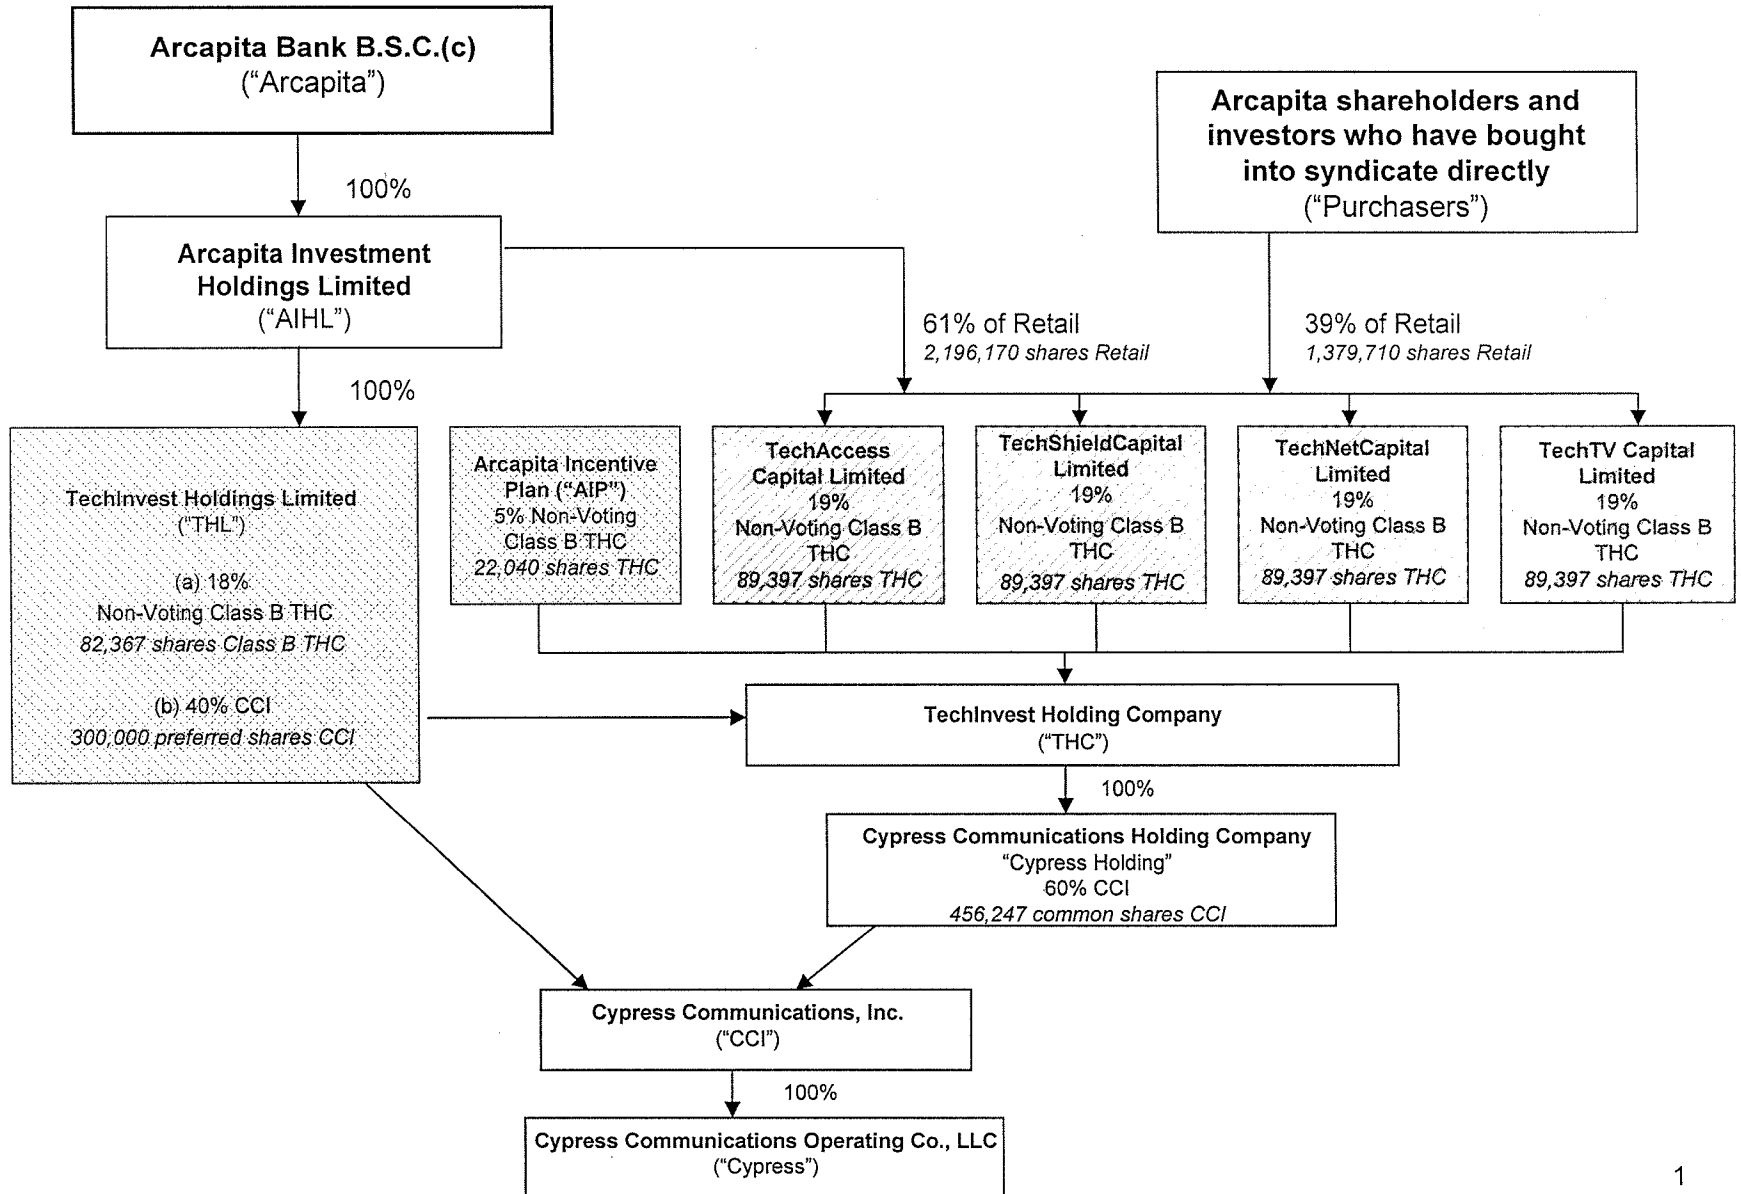 Arcapita Bank B.S.C.(c)
(“Arcapita”)
Arcapita shareholders and
investors who have bought
into syndicate directly
(“Purchasers”)
100%
Arcapita Investment
Holdings Limited
(“AIHL”)
61% of Retail
2,196,170 shares Retail
39% of Retail
1,379,710 shares Retail
100%
TechInvest Holdings Limited
(“THL”)
(a) 18%
Non-Voting Class B THC
82,367 shares Class B THC
(b) 40% CCI
300,000 preferred shares CCI
Arcapita Incentive
Plan (“AIP”)
5% Non-Voting
Class B THC
22,040 shares THC
TechAccess
Capital Limited
19%
Non-Voting Class B
THC
89,397 shares THC
TechShieldCapital
Limited
19%
Non-Voting Class B
THC
89,397 shares THC
TechNetCapital
Limited
19%
Non-Voting Class B
THC
89,397 shares THC
TechTV Capital
Limited
19%
Non-Voting Class B
THC
89,397 shares THC
TechInvest Holding Company
(“THC”)
100%
Cypress Communications Holding Company
“Cypress Holding”
60% CCI
456,247 common shares CCI
Cypress Communications, Inc.
(“CCI”)
100%
Cypress Communications Operating Co., LLC
(“Cypress”)
1